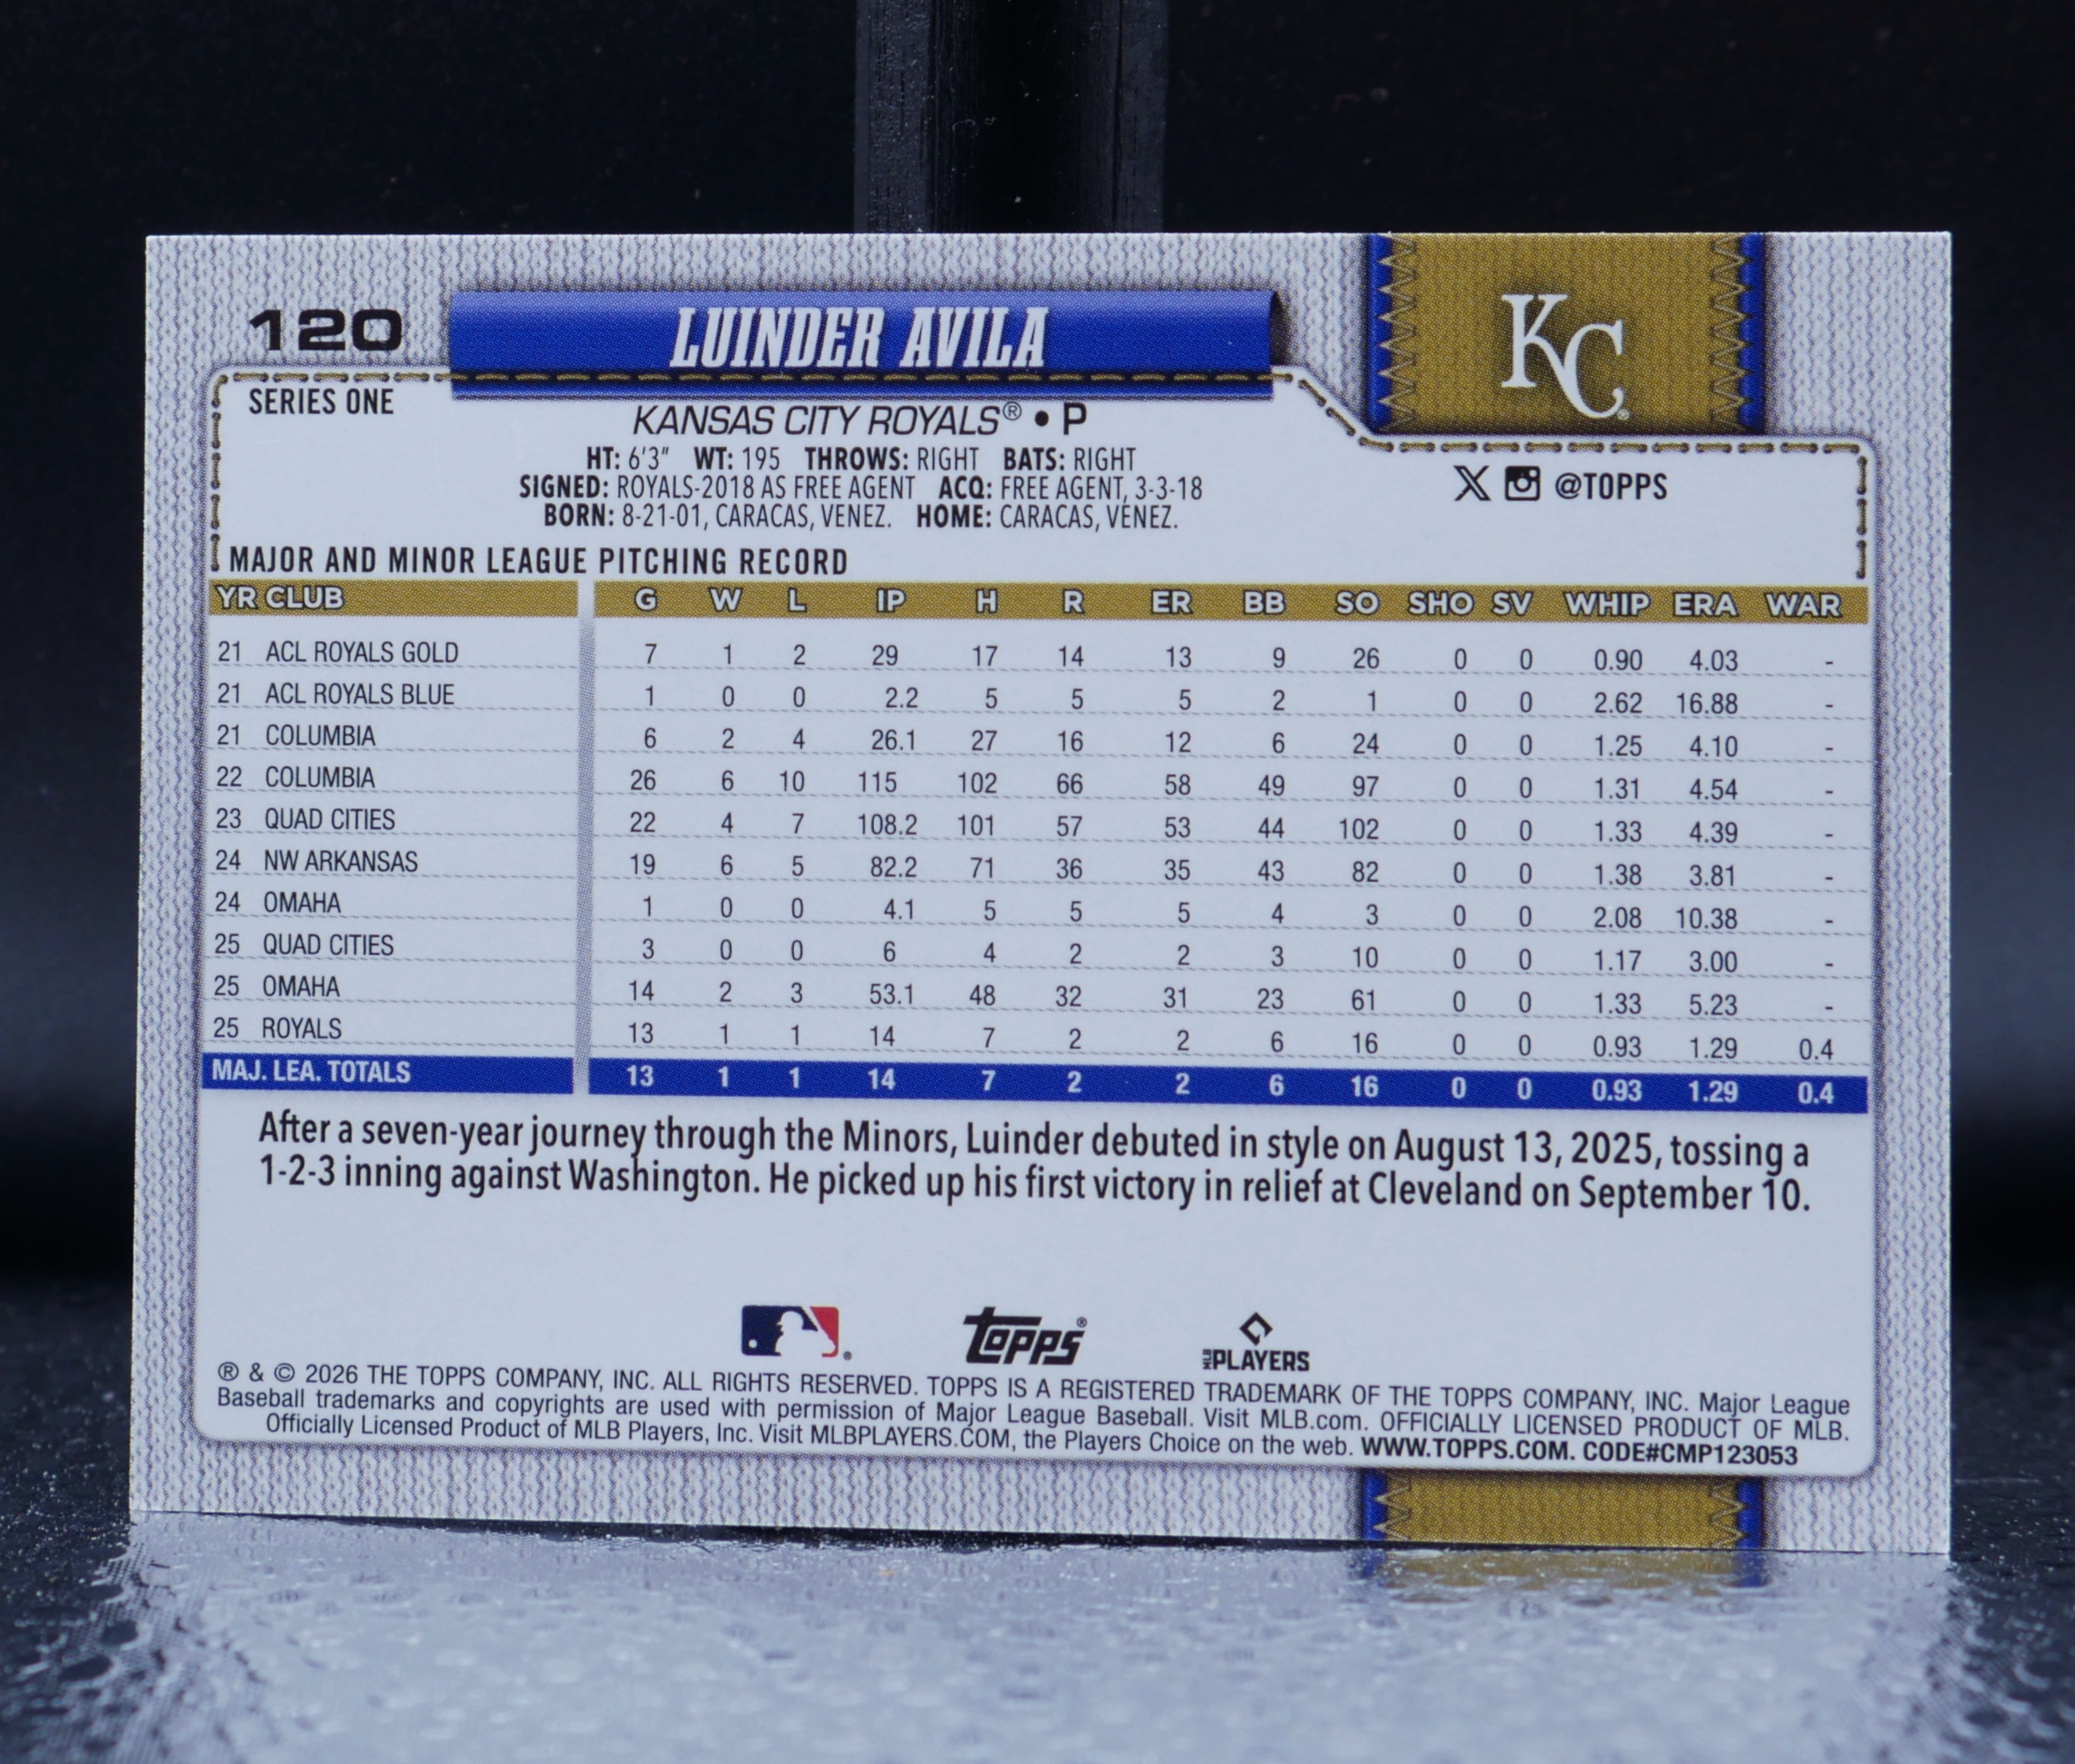 120
LUINDER AVILA
KC
SERIES ONE
KANSAS CITY ROYALS® • P
HT: 6'3" WT: 195 THROWS: RIGHT BATS: RIGHT
SIGNED: ROYALS-2018 AS FREE AGENT ACQ: FREE AGENT, 3-3-18
BORN: 8-21-01, CARACAS, VENEZ. HOME: CARACAS, VENEZ.
X @TOPPS
MAJOR AND MINOR LEAGUE PITCHING RECORD
YR CLUB G W L IP H R ER BB SO SHO SV WHIP ERA WAR
21 ACL ROYALS GOLD 7 1 2 29 17 14 13 9 26 0 0 0.90 4.03 -
21 ACL ROYALS BLUE 1 0 0 2.2 5 5 5 2 1 0 0 2.62 16.88 -
21 COLUMBIA 6 2 4 26.1 27 16 12 6 24 0 0 1.25 4.10 -
22 COLUMBIA 26 6 10 115 102 66 58 49 97 0 0 1.31 4.54 -
23 QUAD CITIES 22 4 7 108.2 101 57 53 44 102 0 0 1.33 4.39 -
24 NW ARKANSAS 19 6 5 82.2 71 36 35 43 82 0 0 1.38 3.81 -
24 OMAHA 1 0 0 4.1 5 5 5 4 3 0 0 2.08 10.38 -
25 QUAD CITIES 3 0 0 6 4 2 2 3 10 0 0 1.17 3.00 -
25 OMAHA 14 2 3 53.1 48 32 31 23 61 0 0 1.33 5.23 -
25 ROYALS 13 1 1 14 7 2 2 6 16 0 0 0.93 1.29 0.4
MAJ. LEA. TOTALS 13 1 1 14 7 2 2 6 16 0 0 0.93 1.29 0.4
After a seven-year journey through the Minors, Luinder debuted in style on August 13, 2025, tossing a
1-2-3 inning against Washington. He picked up his first victory in relief at Cleveland on September 10.
Topps®
MLB PLAYERS
® & © 2026 THE TOPPS COMPANY, INC. ALL RIGHTS RESERVED. TOPPS IS A REGISTERED TRADEMARK OF THE TOPPS COMPANY, INC. Major League
Baseball trademarks and copyrights are used with permission of Major League Baseball. Visit MLB.com. OFFICIALLY LICENSED PRODUCT OF MLB.
Officially Licensed Product of MLB Players, Inc. Visit MLBPLAYERS.COM, the Players Choice on the web. WWW.TOPPS.COM. CODE#CMP123053